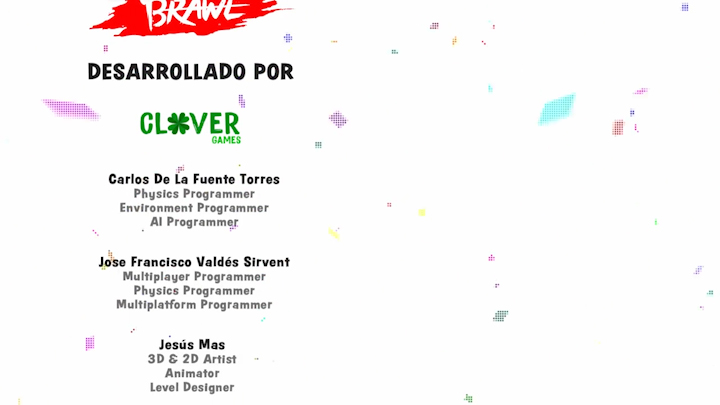 BRAWL
DESARROLLADO POR
CLOVER
GAMES
Carlos De La Fuente Torres
Physics Programmer
Environment Programmer
AI Programmer
Jose Francisco Valdés Sirvent
Multiplayer Programmer
Physics Programmer
Multiplatform Programmer
Jesús Mas
3D & 2D Artist
Animator
Level Designer